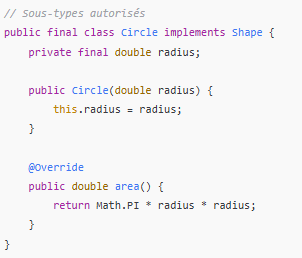 // Sous-types autorisés
public final class Circle implements Shape {
    private final double radius;

    public Circle(double radius) {
        this.radius = radius;
    }

    @Override
    public double area() {
        return Math.PI * radius * radius;
    }
}